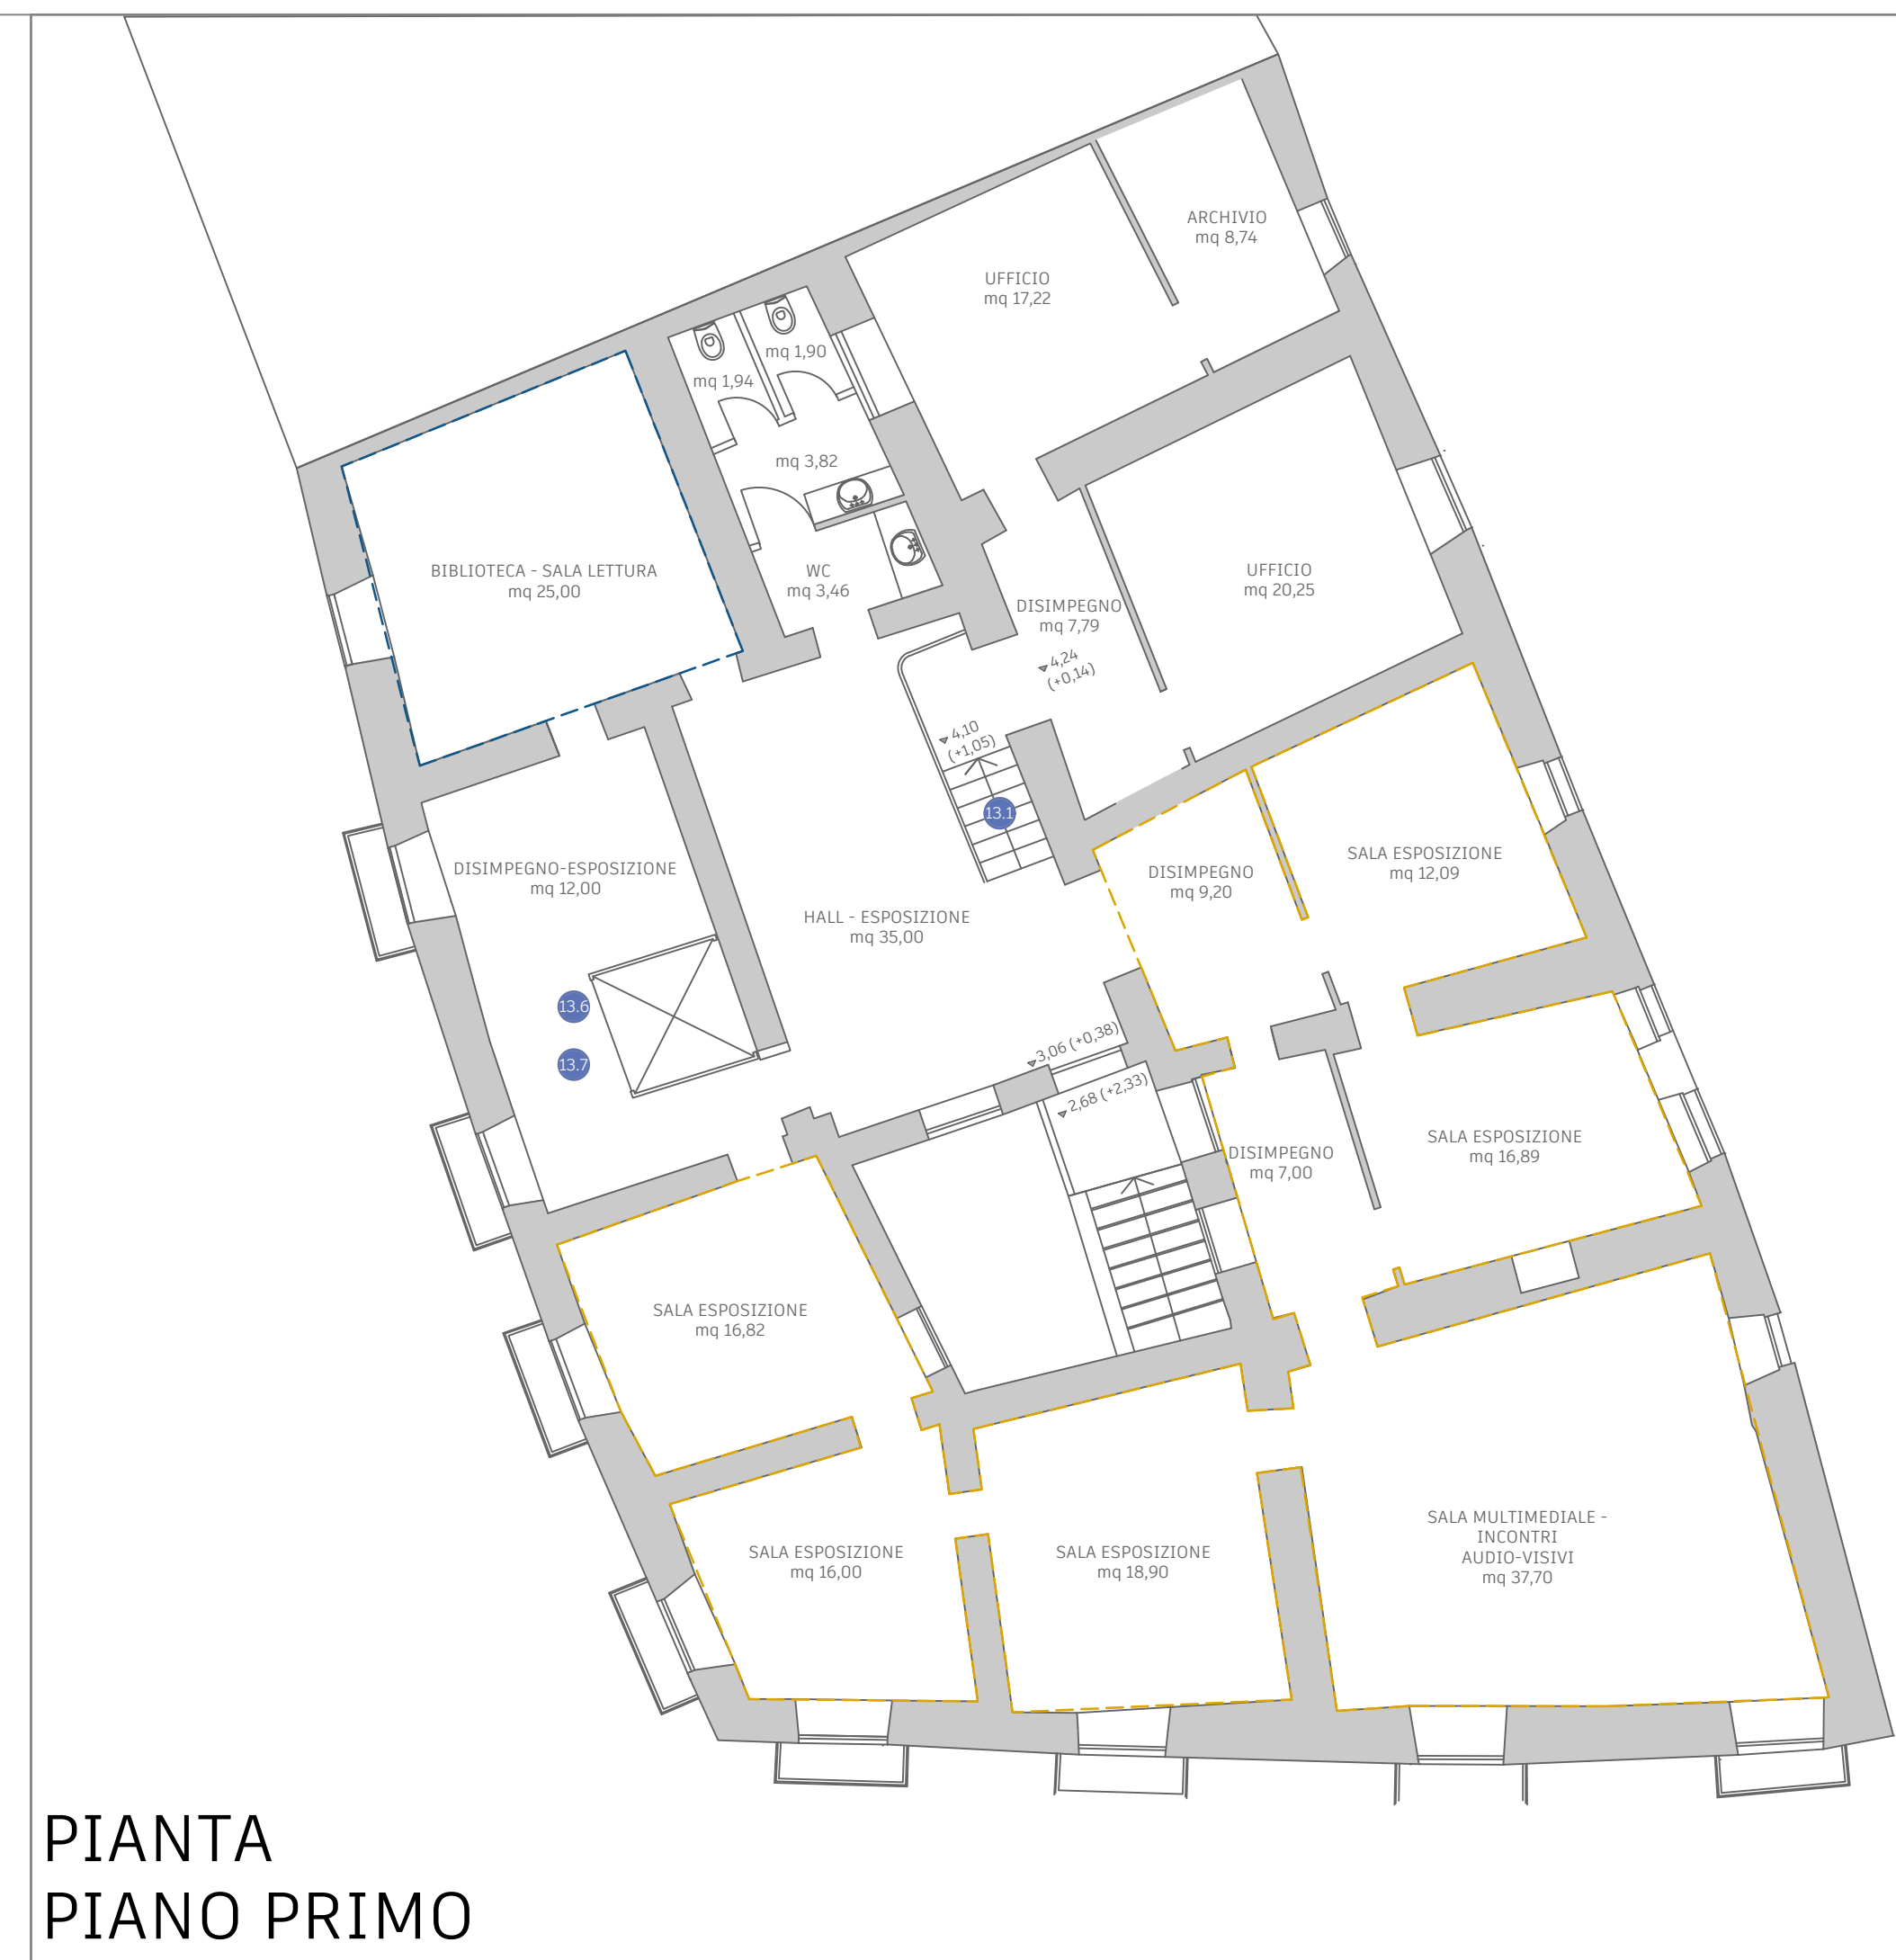 ARCHIVIO
mq 8,74
UFFICIO
mq 17,22
mq 1,90
mq 1,94
mq 3,82
BIBLIOTECA - SALA LETTURA
mq 25,00
WC
mq 3,46
UFFICIO
mq 20,25
DISIMPEGNO
mq 7,79
4,24
(+0,14)
4,10
(+1,05)
13.1
DISIMPEGNO-ESPOSIZIONE
mq 12,00
HALL - ESPOSIZIONE
mq 35,00
DISIMPEGNO
mq 9,20
SALA ESPOSIZIONE
mq 12,09
13.6
13.7
3,06 (+0,38)
2,68 (+2,33)
DISIMPEGNO
mq 7,00
SALA ESPOSIZIONE
mq 16,89
SALA ESPOSIZIONE
mq 16,82
SALA ESPOSIZIONE
mq 16,00
SALA ESPOSIZIONE
mq 18,90
SALA MULTIMEDIALE -
INCONTRI
AUDIO-VISIVI
mq 37,70
PIANTA
PIANO PRIMO